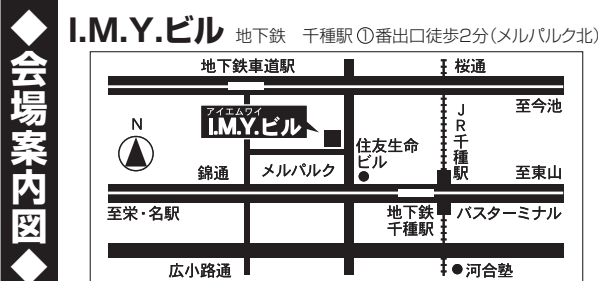 ◆会場案内図◆
I.M.Y.ビル 地下鉄 千種駅①番出口徒歩2分(メルパルク北)
地下鉄車道駅
桜通
至今池
N
アイエムワイ
I.M.Y.ビル
JR千種駅
住友生命
ビル
錦通
メルパルク
至東山
至栄・名駅
地下鉄
千種駅
バスターミナル
広小路通
河合塾